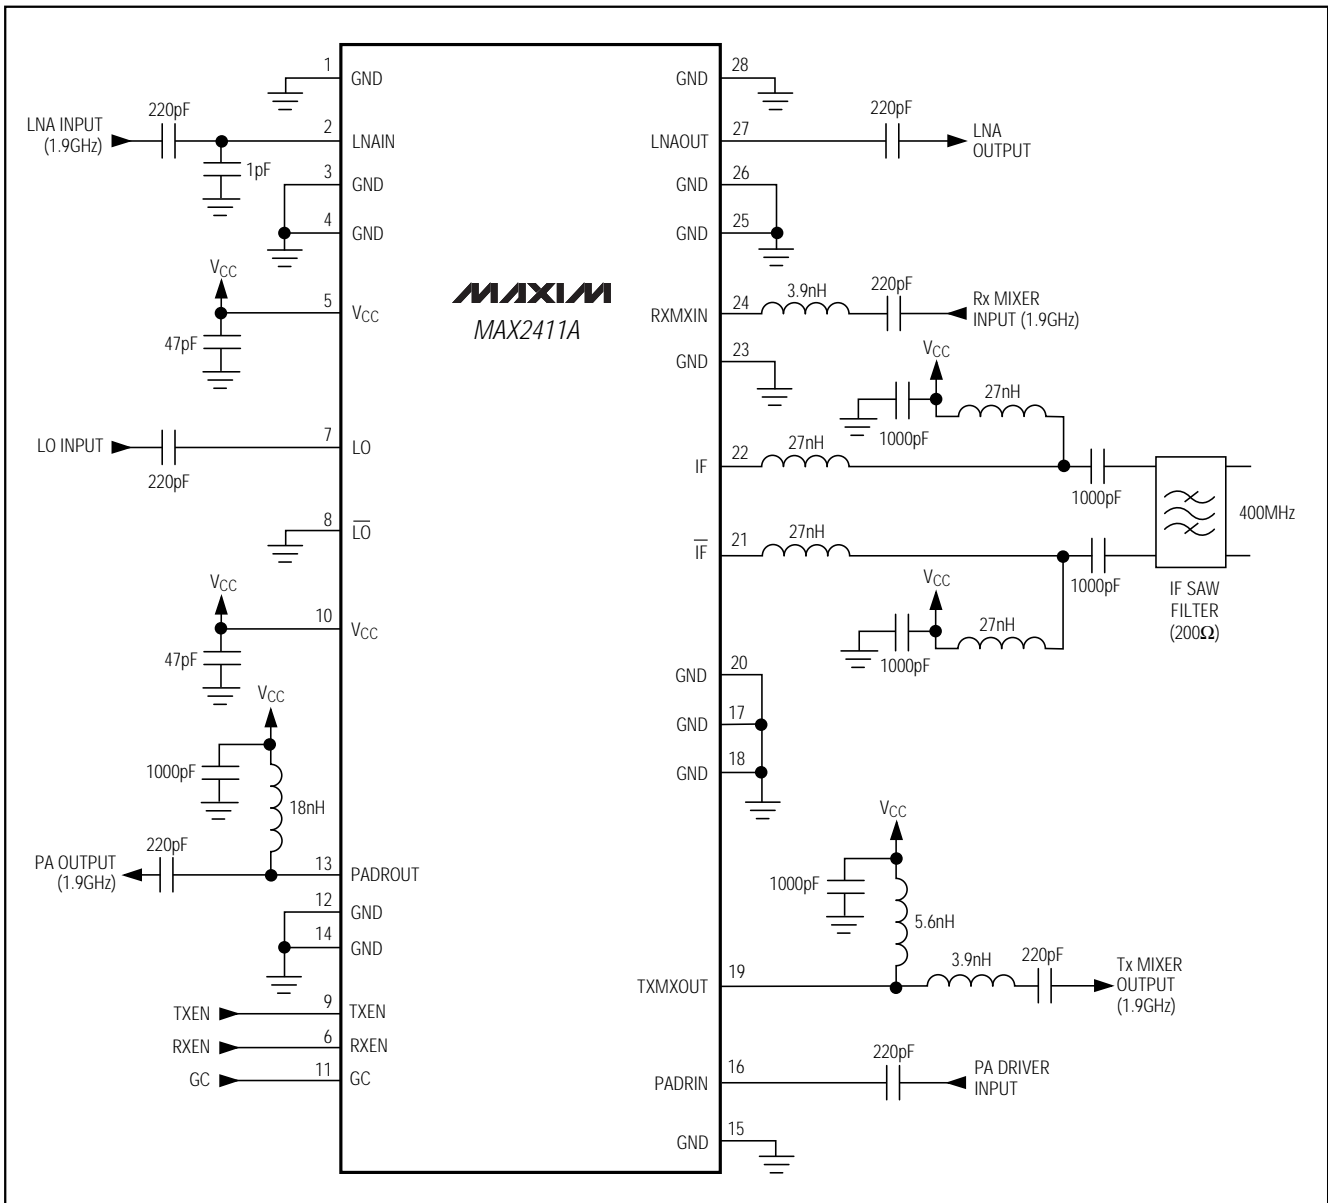 1
GND
220pF
LNA INPUT
(1.9GHz)
2
LNAIN
1pF
3
GND
4
GND
VCC
5
VCC
47pF
LO INPUT
220pF
7
LO
8
L̅O̅
VCC
10
VCC
47pF
VCC
1000pF
18nH
220pF
PA OUTPUT
(1.9GHz)
13
PADROUT
12
GND
14
GND
TXEN
9
TXEN
RXEN
6
RXEN
GC
11
GC
MAXIM
MAX2411A
GND
28
LNAOUT
27
220pF
LNA
OUTPUT
GND
26
GND
25
RXMXIN
24
3.9nH
220pF
Rx MIXER
INPUT (1.9GHz)
GND
23
VCC
1000pF
27nH
IF
22
27nH
1000pF
I̅F̅
21
27nH
1000pF
400MHz
IF SAW
FILTER
(200Ω)
VCC
1000pF
27nH
GND
20
GND
17
GND
18
VCC
1000pF
5.6nH
TXMXOUT
19
3.9nH
220pF
Tx MIXER
OUTPUT
(1.9GHz)
PADRIN
16
220pF
PA DRIVER
INPUT
GND
15